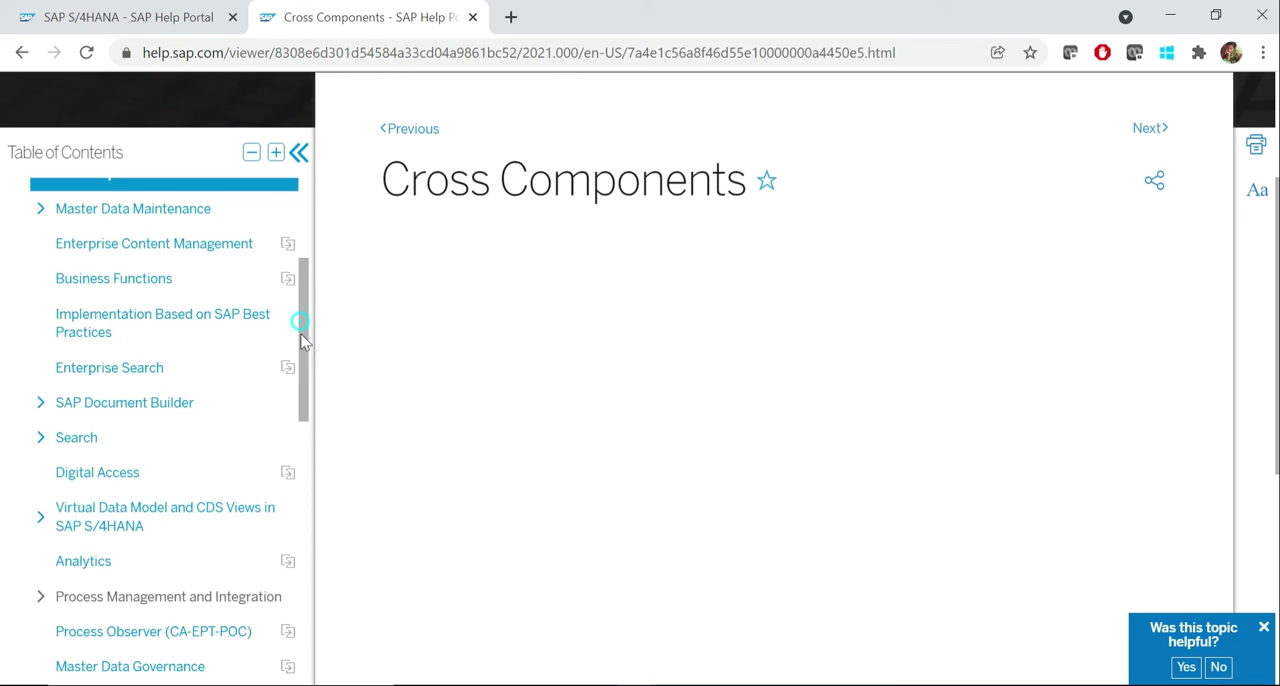 SAP S/4HANA - SAP Help Portal
Cross Components - SAP Help Po
help.sap.com/viewer/8308e6d301d54584a33cd04a9861bc52/2021.000/en-US/7a4e1c56a8f46d55e10000000a4450e5.html
Table of Contents
Master Data Maintenance
Enterprise Content Management
Business Functions
Implementation Based on SAP Best
Practices
Enterprise Search
SAP Document Builder
Search
Digital Access
Virtual Data Model and CDS Views in
SAP S/4HANA
Analytics
Process Management and Integration
Process Observer (CA-EPT-POC)
Master Data Governance
Previous
Next
Cross Components
Aa
Was this topic
helpful?
Yes No